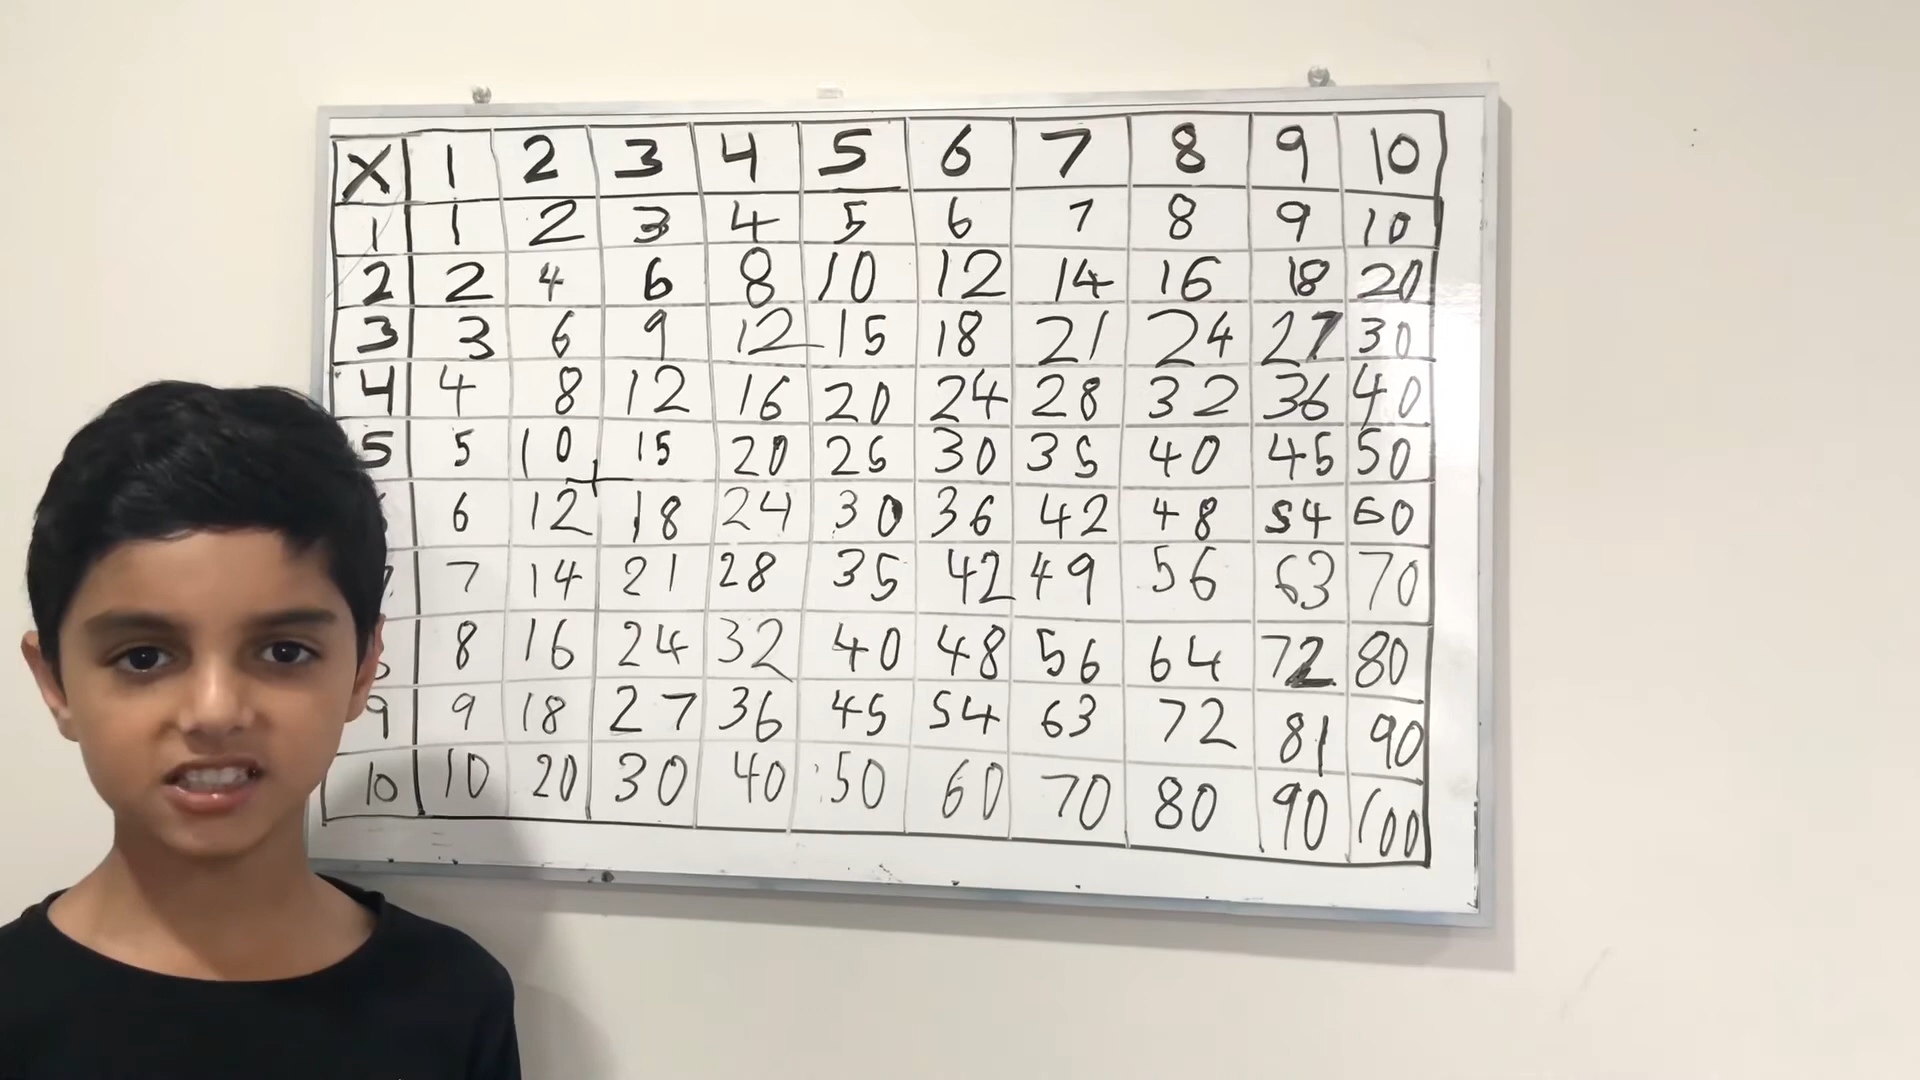 X 1 2 3 4 5 6 7 8 9 10
1 1 2 3 4 5 6 7 8 9 10
2 2 4 6 8 10 12 14 16 18 20
3 3 6 9 12 15 18 21 24 27 30
4 4 8 12 16 20 24 28 32 36 40
5 5 10 15 20 25 30 35 40 45 50
6 12 18 24 30 36 42 48 54 60
7 14 21 28 35 42 49 56 63 70
8 16 24 32 40 48 56 64 72 80
9 9 18 27 36 45 54 63 72 81 90
10 10 20 30 40 50 60 70 80 90 100